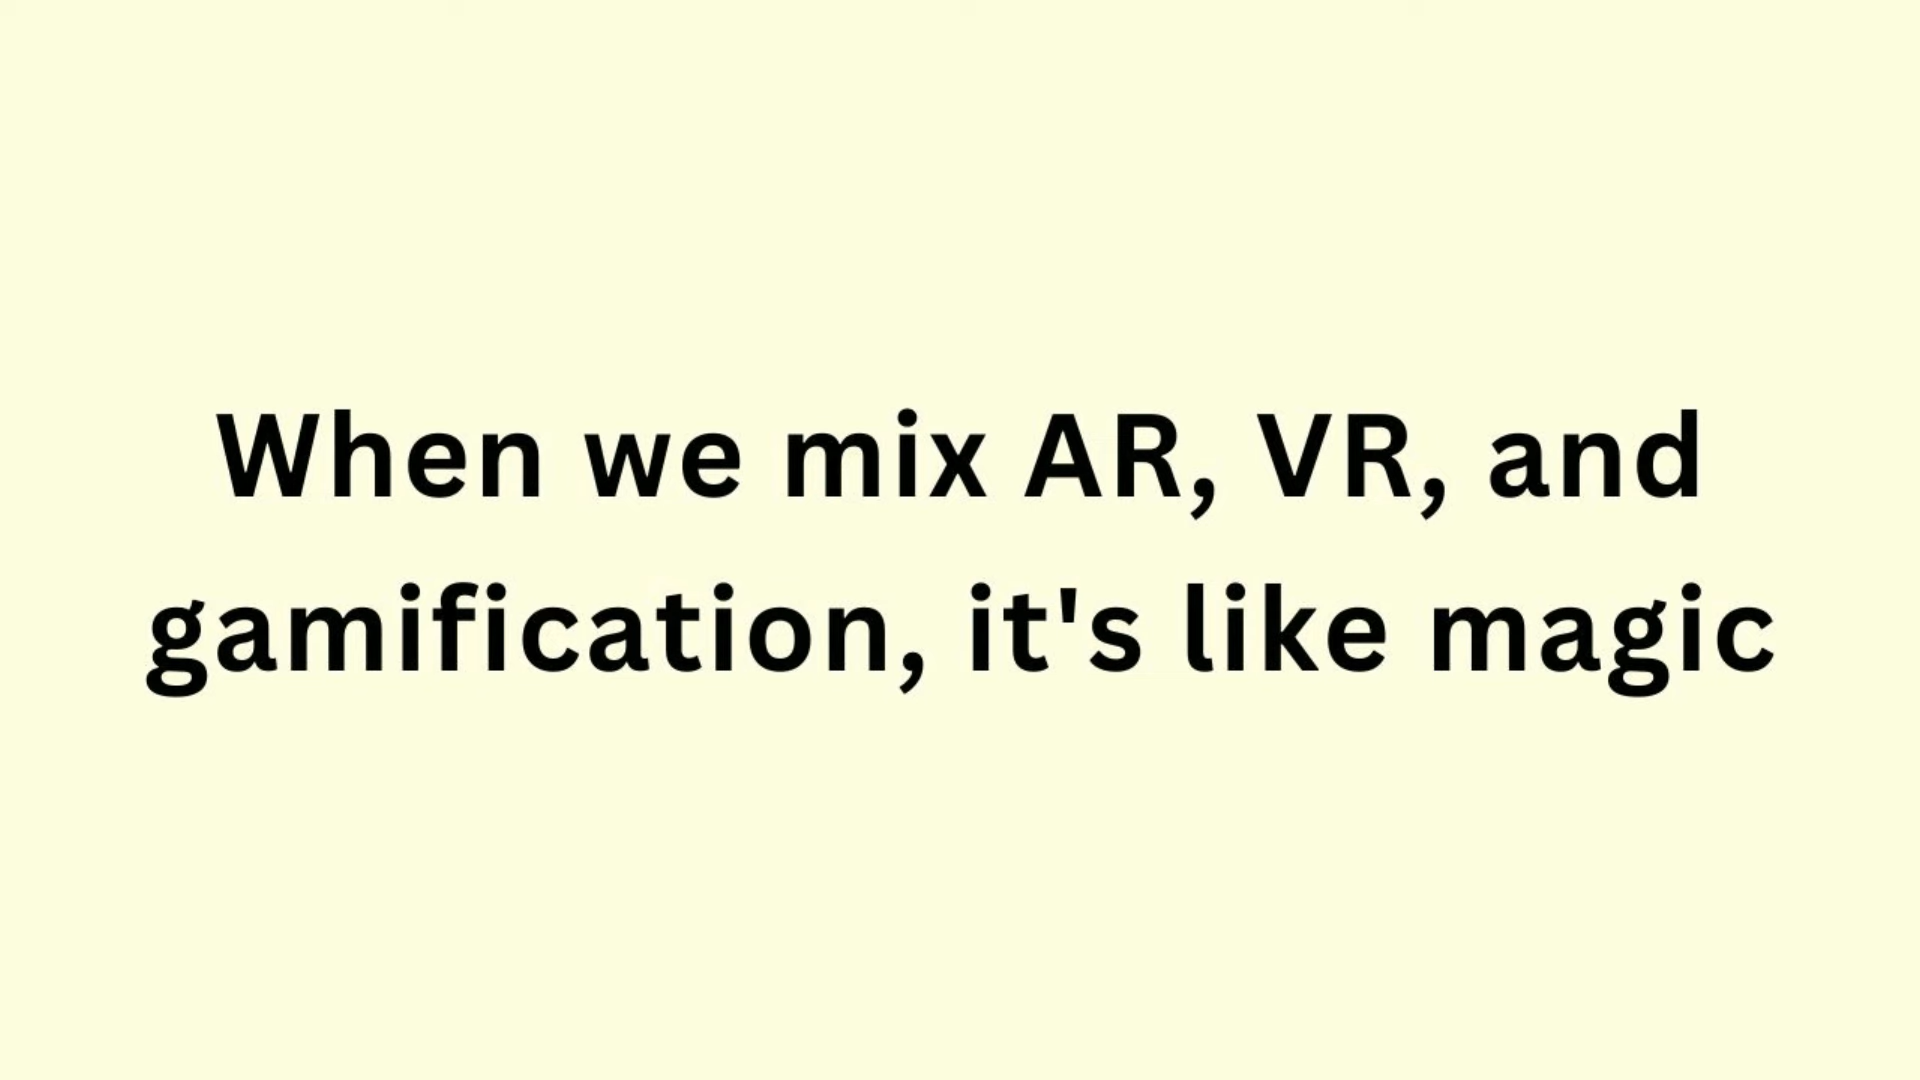 When we mix AR, VR, and
gamification, it's like magic